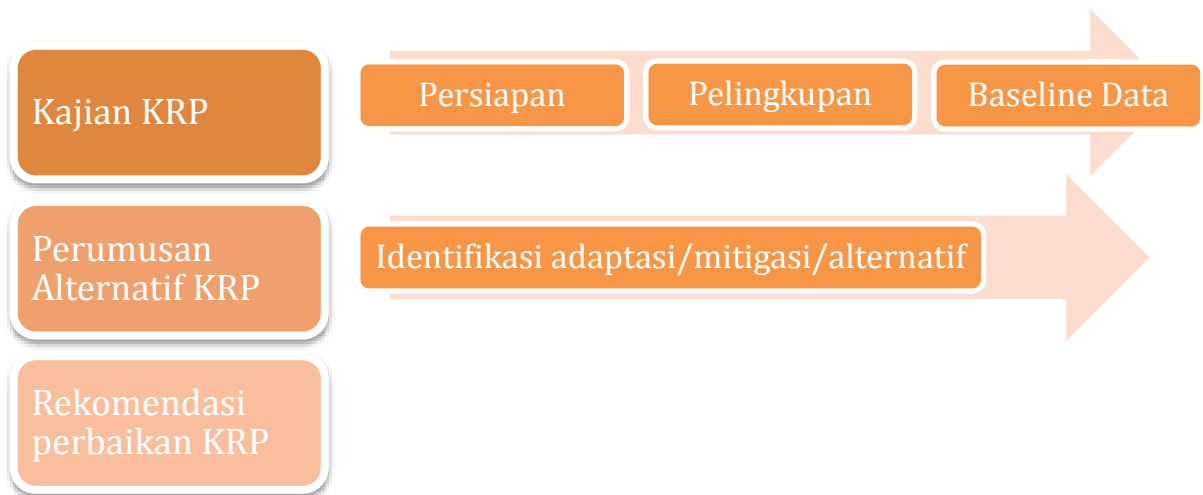 Kajian KRP
Persiapan
Pelingkupan
Baseline Data
Perumusan
Alternatif KRP
Identifikasi adaptasi/mitigasi/alternatif
Rekomendasi
perbaikan KRP